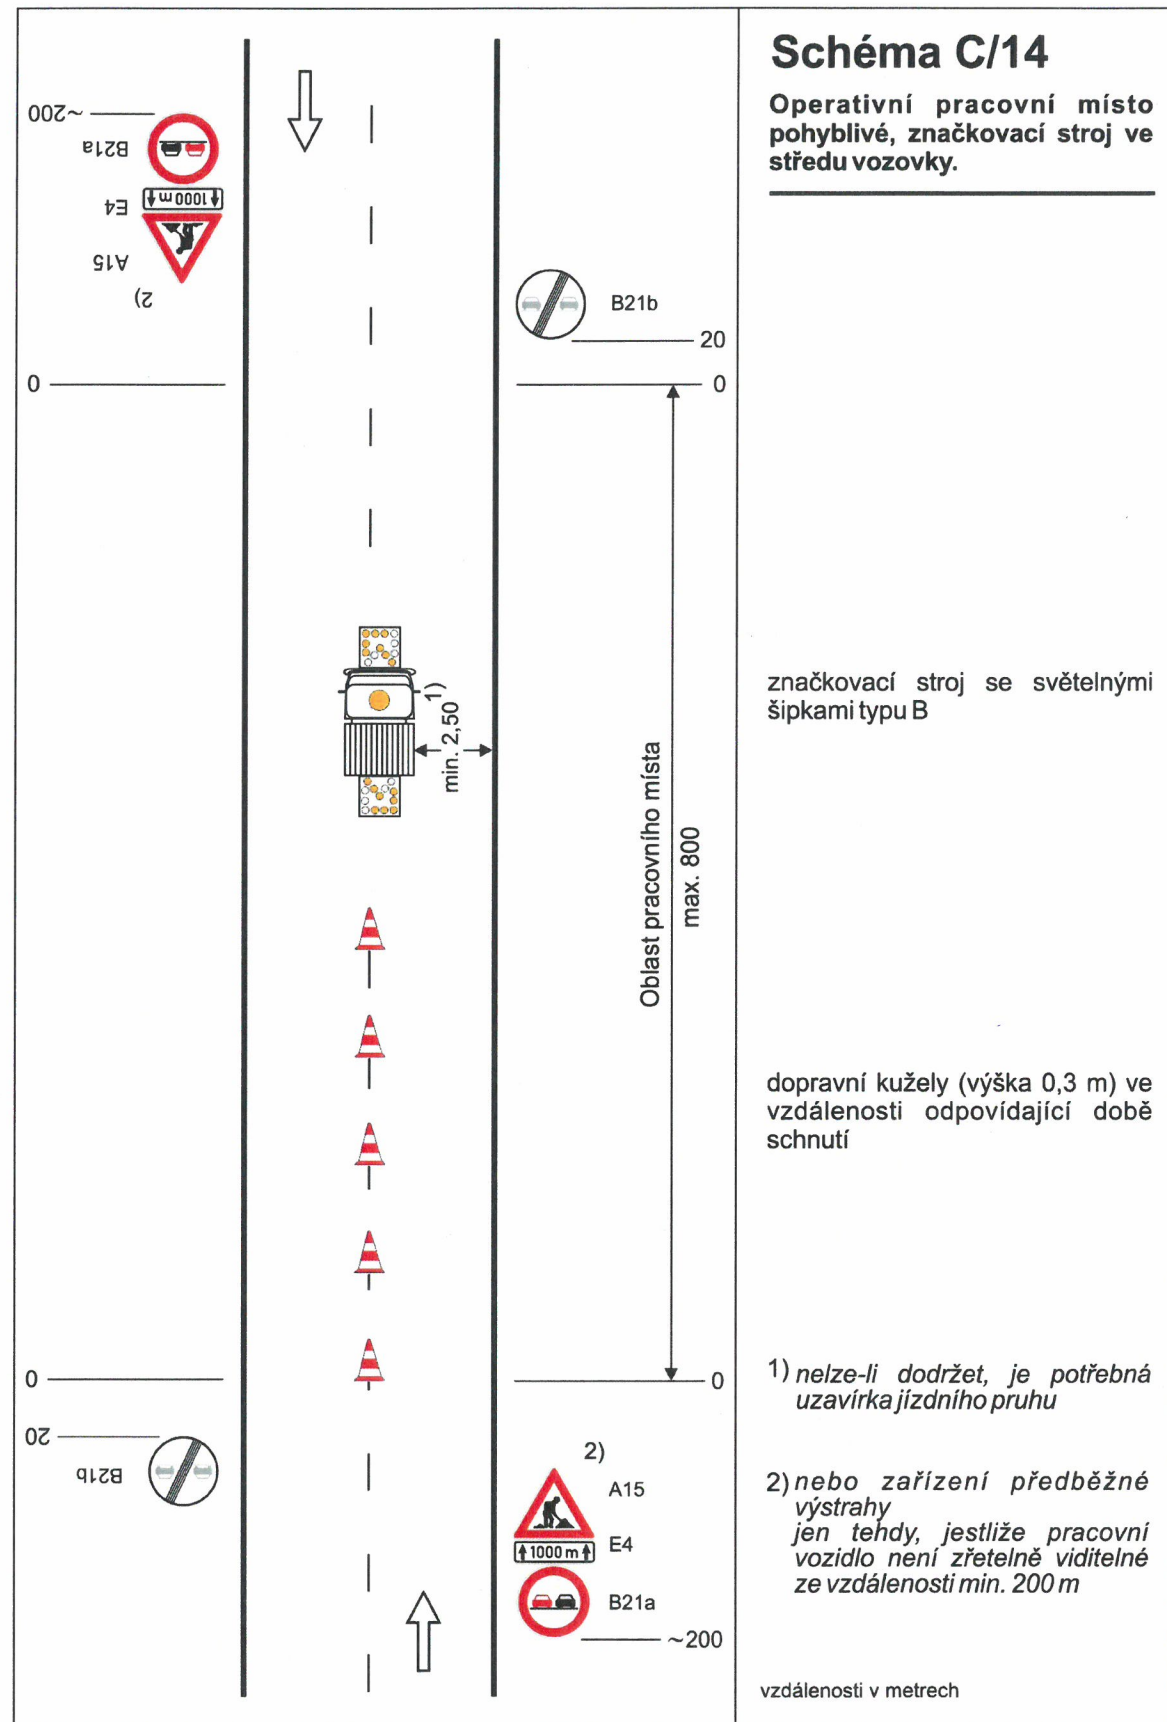 Schéma C/14
Operativní pracovní místo
pohyblivé, značkovací stroj ve
středu vozovky.
~200
B21a
1000 m
E4
A15
2)
B21b
20
0
0
1)
min. 2,50
značkovací stroj se světelnými
šipkami typu B
Oblast pracovního místa
max. 800
dopravní kužely (výška 0,3 m) ve
vzdálenosti odpovídající době
schnutí
0
0
20
B21b
2)
A15
1000 m
E4
B21a
~200
1) nelze-li dodržet, je potřebná
uzavírka jízdního pruhu
2) nebo zařízení předběžné
výstrahy
jen tehdy, jestliže pracovní
vozidlo není zřetelně viditelné
ze vzdálenosti min. 200 m
vzdálenosti v metrech